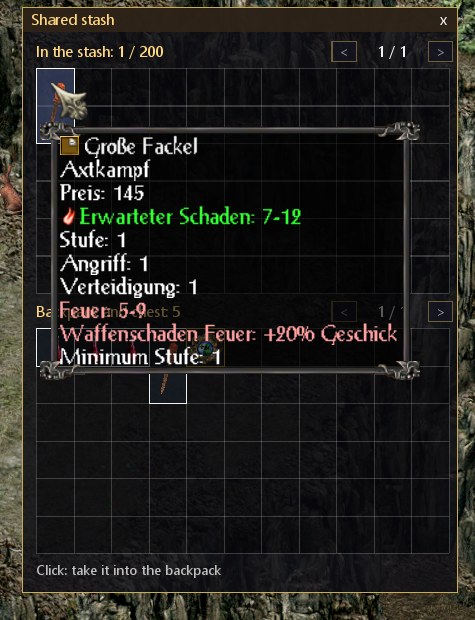 Shared stash x
In the stash: 1 / 200 < 1 / 1 >
Große Fackel
Axtkampf
Preis: 145
Erwarteter Schaden: 7-12
Stufe: 1
Angriff: 1
Verteidigung: 1
Feuer: 5-9
5 < 1 / >
Waffenschaden Feuer: +20% Geschick
Minimum Stufe: 1
Click: take it into the backpack